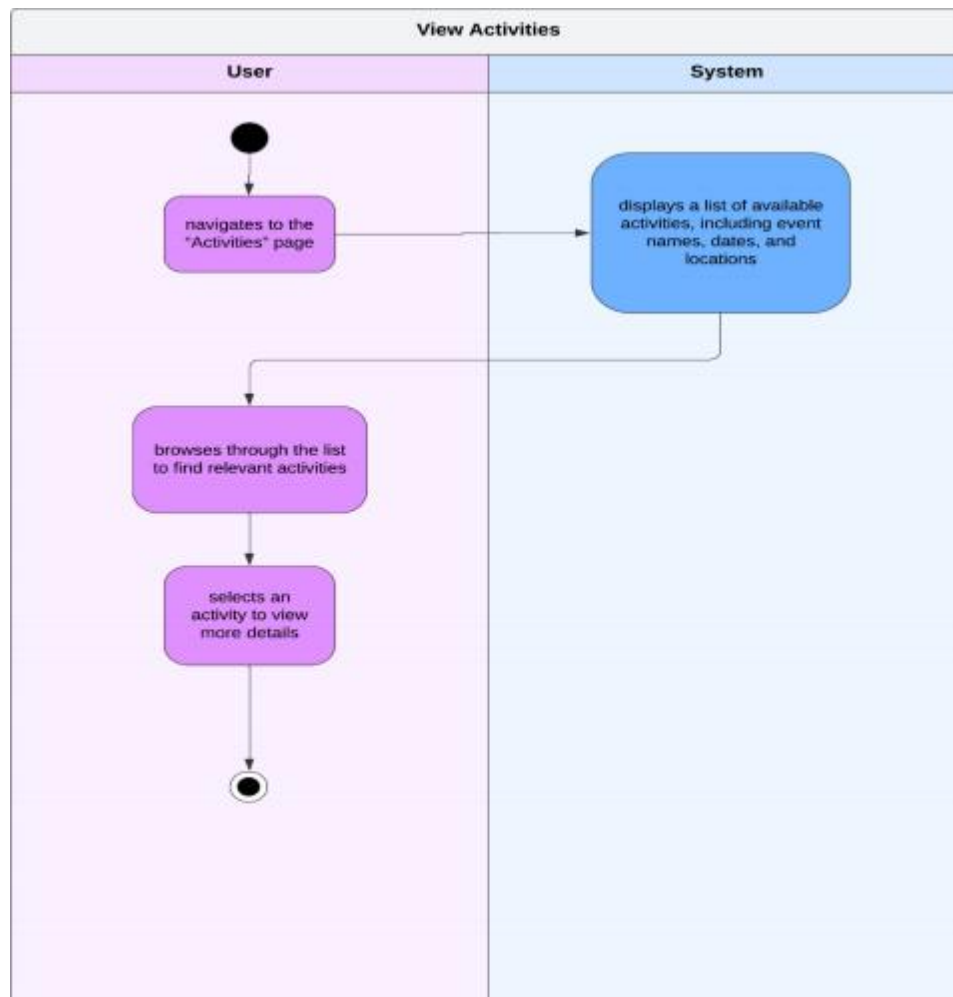 View Activities
User
System
navigates to the
"Activities" page
displays a list of available
activities, including event
names, dates, and
locations
browses through the list
to find relevant activities
selects an
activity to view
more details